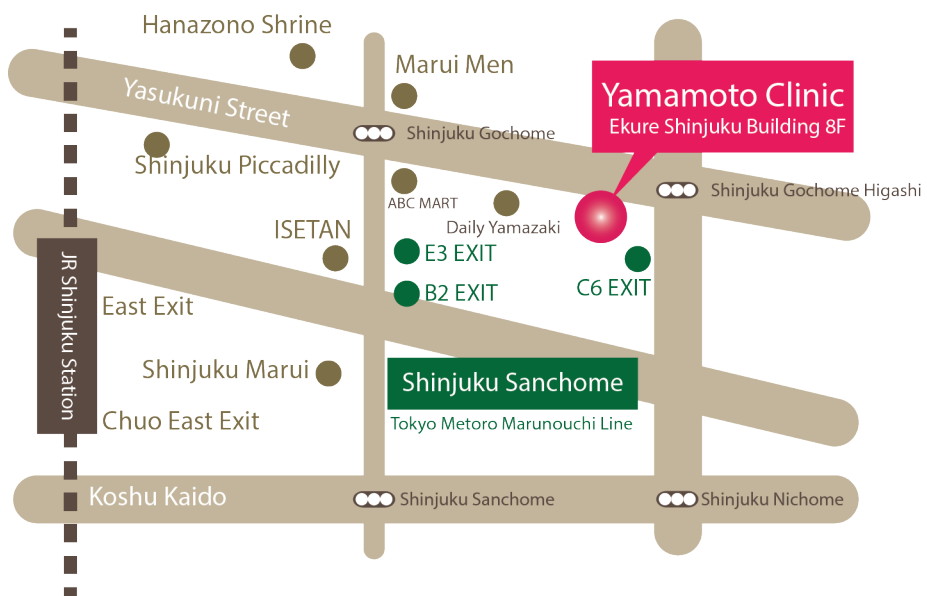 Hanazono Shrine
Marui Men
Yamamoto Clinic
Ekure Shinjuku Building 8F
Yasukuni Street
Shinjuku Gochome
Shinjuku Piccadilly
Shinjuku Gochome Higashi
ABC MART
Daily Yamazaki
ISETAN
E3 EXIT
C6 EXIT
B2 EXIT
JR Shinjuku Station
East Exit
Shinjuku Marui
Shinjuku Sanchome
Chuo East Exit
Tokyo Metoro Marunouchi Line
Koshu Kaido
Shinjuku Sanchome
Shinjuku Nichome